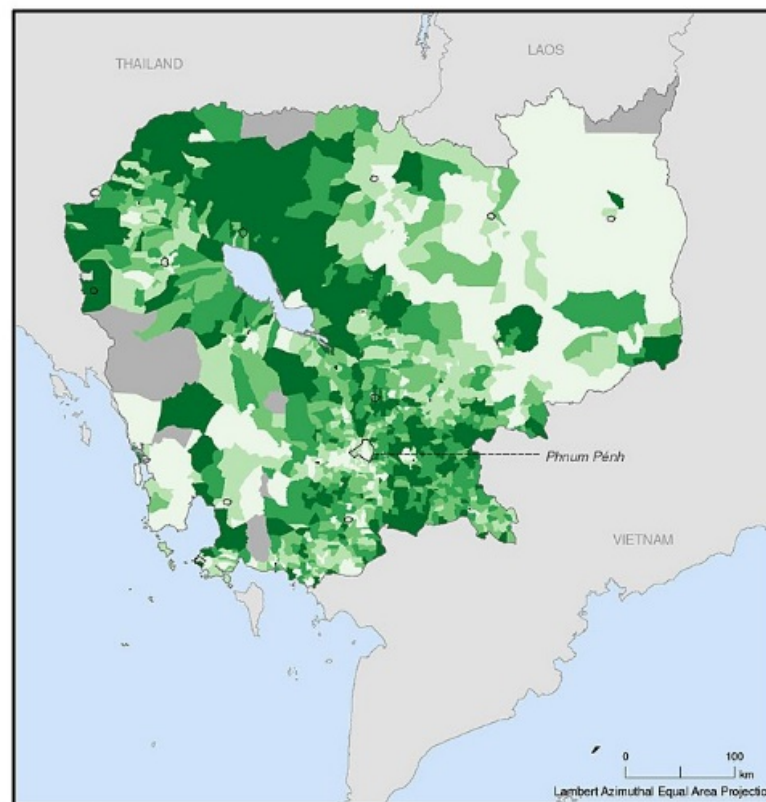 LAOS
THAILAND
Phnum Pénh
VIETNAM
0 100
km
Lambert Azimuthal Equal Area Projectio